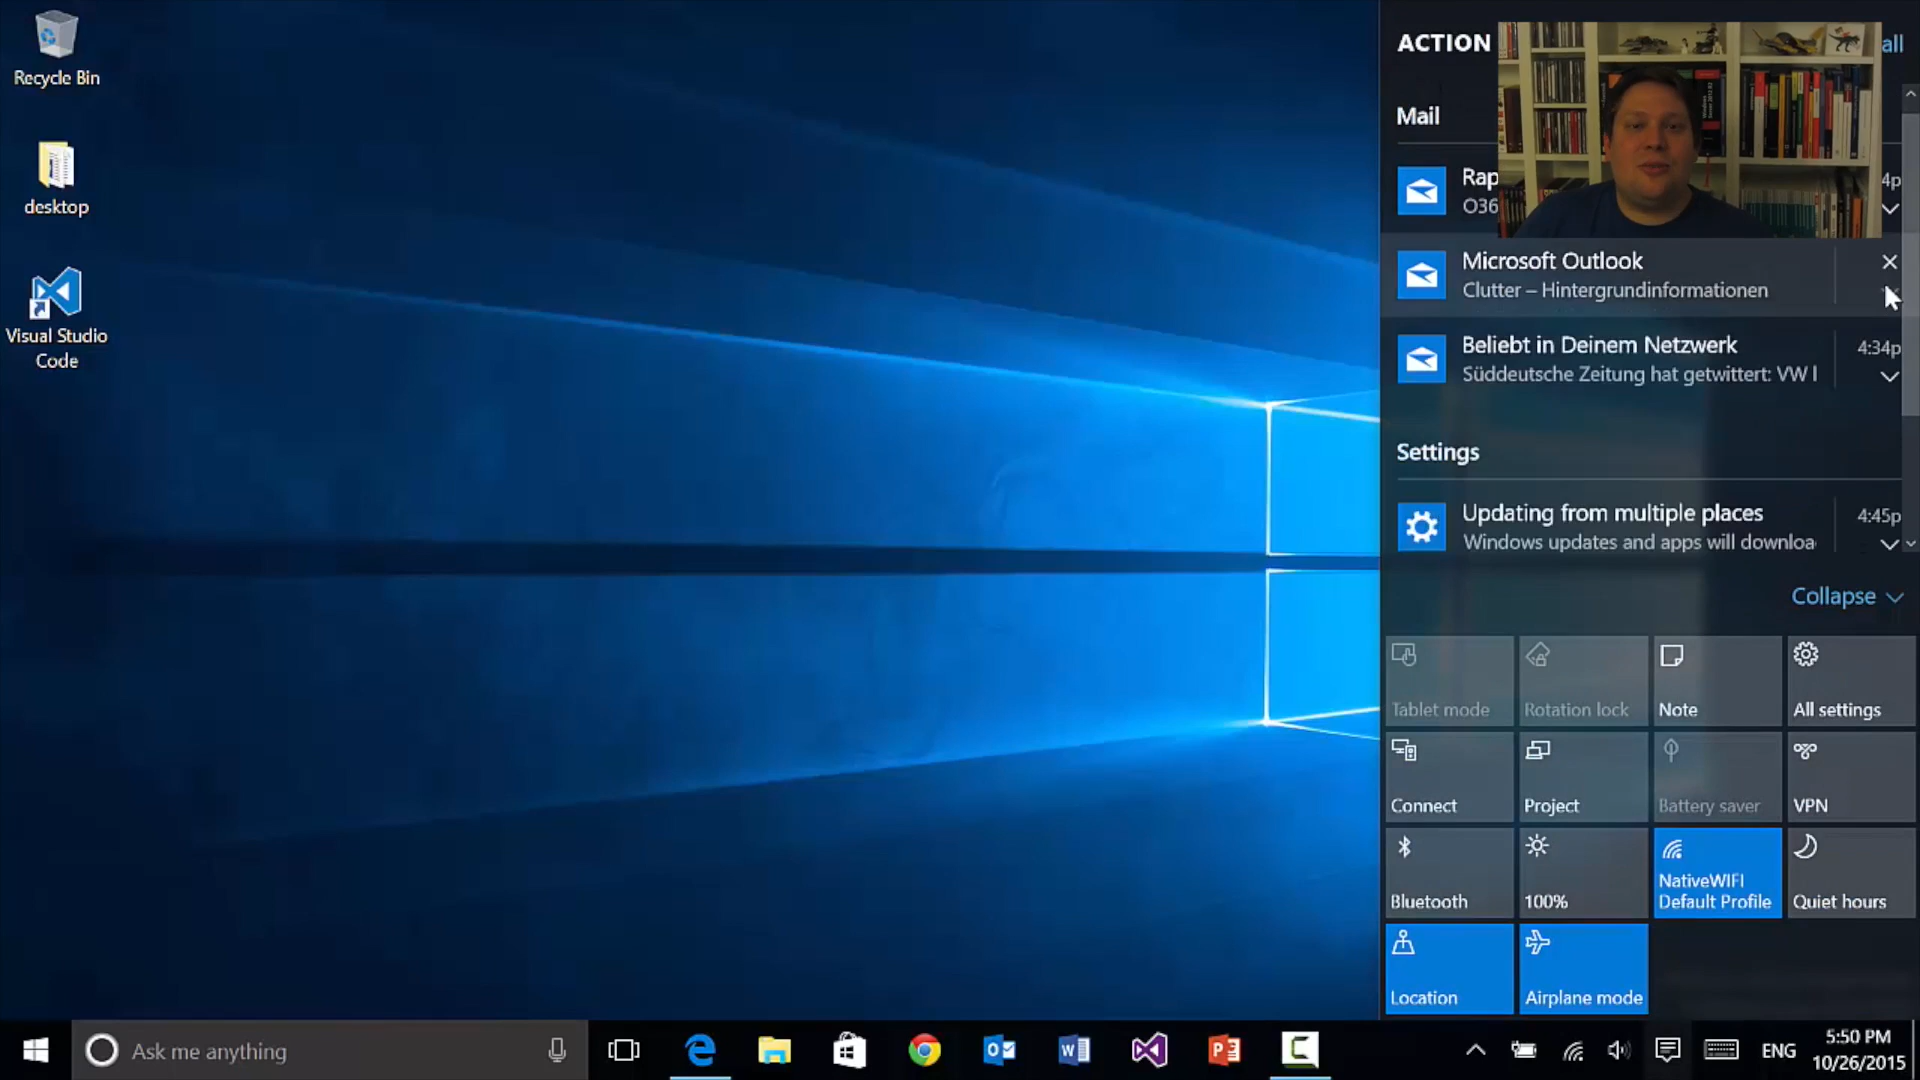 Recycle Bin
desktop
Visual Studio
Code
ACTION
all
Mail
Rap
4p
O36
Microsoft Outlook
Clutter – Hintergrundinformationen
Beliebt in Deinem Netzwerk
4:34p
Süddeutsche Zeitung hat getwittert: VW l
Settings
Updating from multiple places
4:45p
Windows updates and apps will downloa
Collapse
Tablet mode
Rotation lock
Note
All settings
Connect
Project
Battery saver
VPN
Bluetooth
100%
NativeWIFI
Default Profile
Quiet hours
Location
Airplane mode
Ask me anything
ENG
5:50 PM
10/26/2015